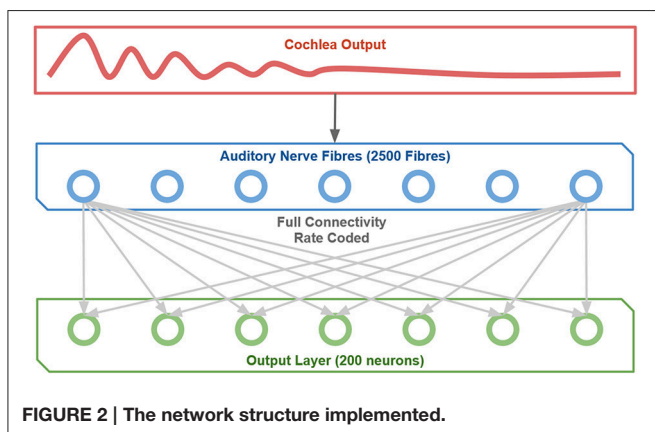 Cochlea Output
Auditory Nerve Fibres (2500 Fibres)
Full Connectivity
Rate Coded
Output Layer (200 neurons)
FIGURE 2 | The network structure implemented.